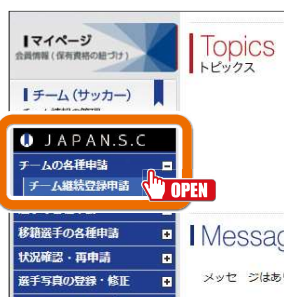 マイページ
会員情報(保有資格の紐づけ)
チーム(サッカー)
JAPAN.S.C
チームの各種申請
チーム継続登録申請
OPEN
移籍選手の各種申請
状況確認・再申請
選手写真の登録・修正
Topics
トピックス
Messag
メッセージはあ